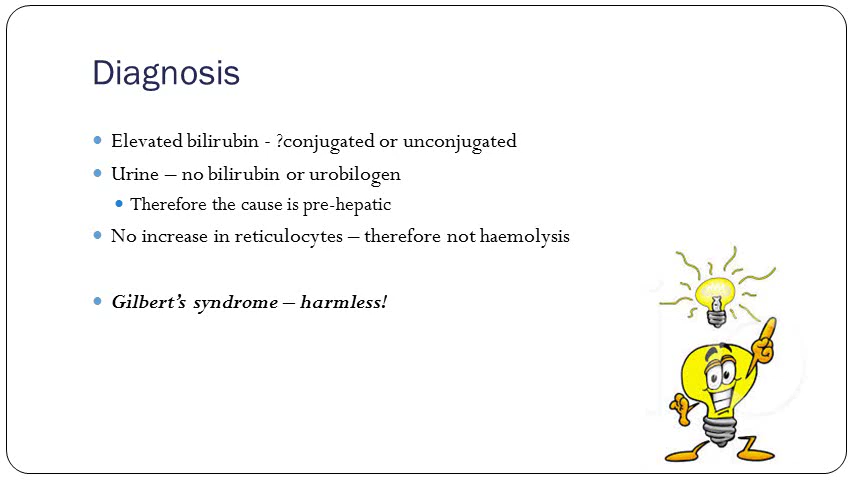 Diagnosis
Elevated bilirubin - ?conjugated or unconjugated
Urine – no bilirubin or urobilogen
Therefore the cause is pre-hepatic
No increase in reticulocytes – therefore not haemolysis
Gilbert's syndrome – harmless!